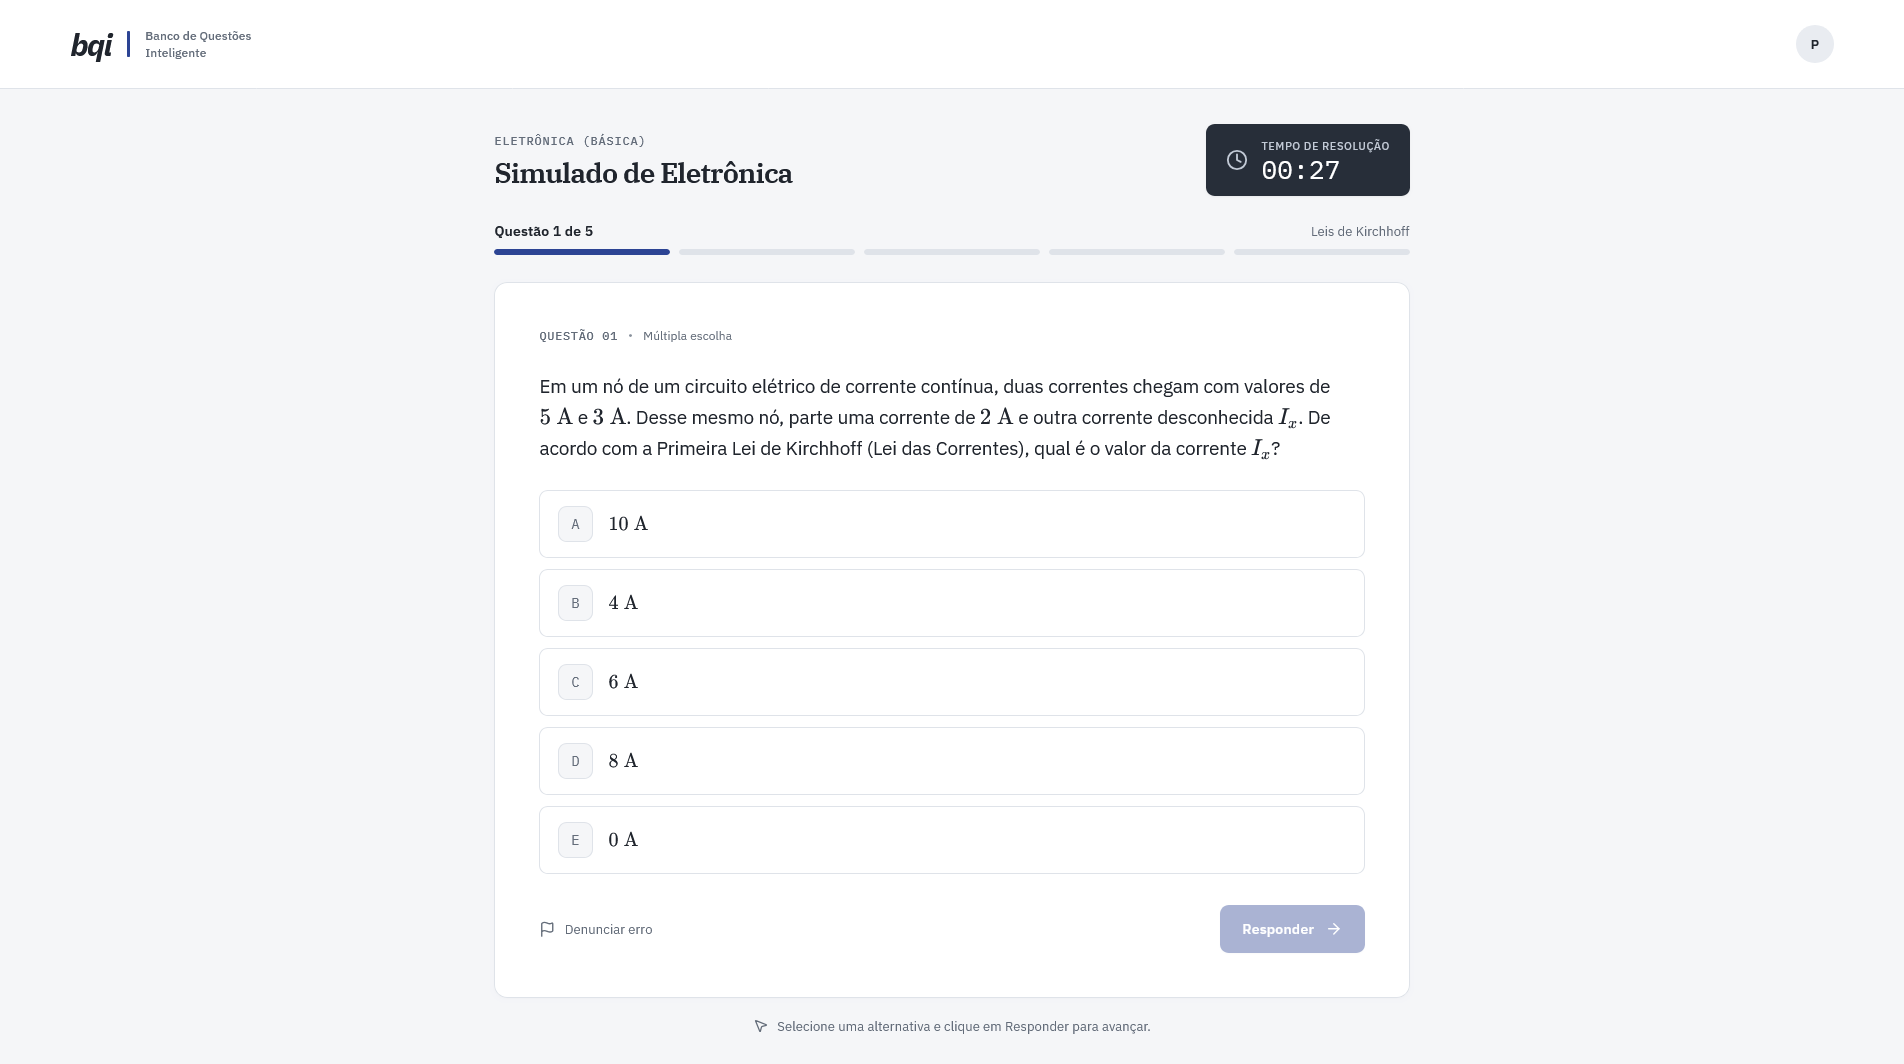 bqi
Banco de Questões
Inteligente
P
ELETRÔNICA (BÁSICA)
Simulado de Eletrônica
TEMPO DE RESOLUÇÃO
00:27
Questão 1 de 5
Leis de Kirchhoff
QUESTÃO 01 • Múltipla escolha
Em um nó de um circuito elétrico de corrente contínua, duas correntes chegam com valores de
5 A e 3 A. Desse mesmo nó, parte uma corrente de 2 A e outra corrente desconhecida Iₓ. De
acordo com a Primeira Lei de Kirchhoff (Lei das Correntes), qual é o valor da corrente Iₓ?
A 10 A
B 4 A
C 6 A
D 8 A
E 0 A
Denunciar erro
Responder →
Selecione uma alternativa e clique em Responder para avançar.